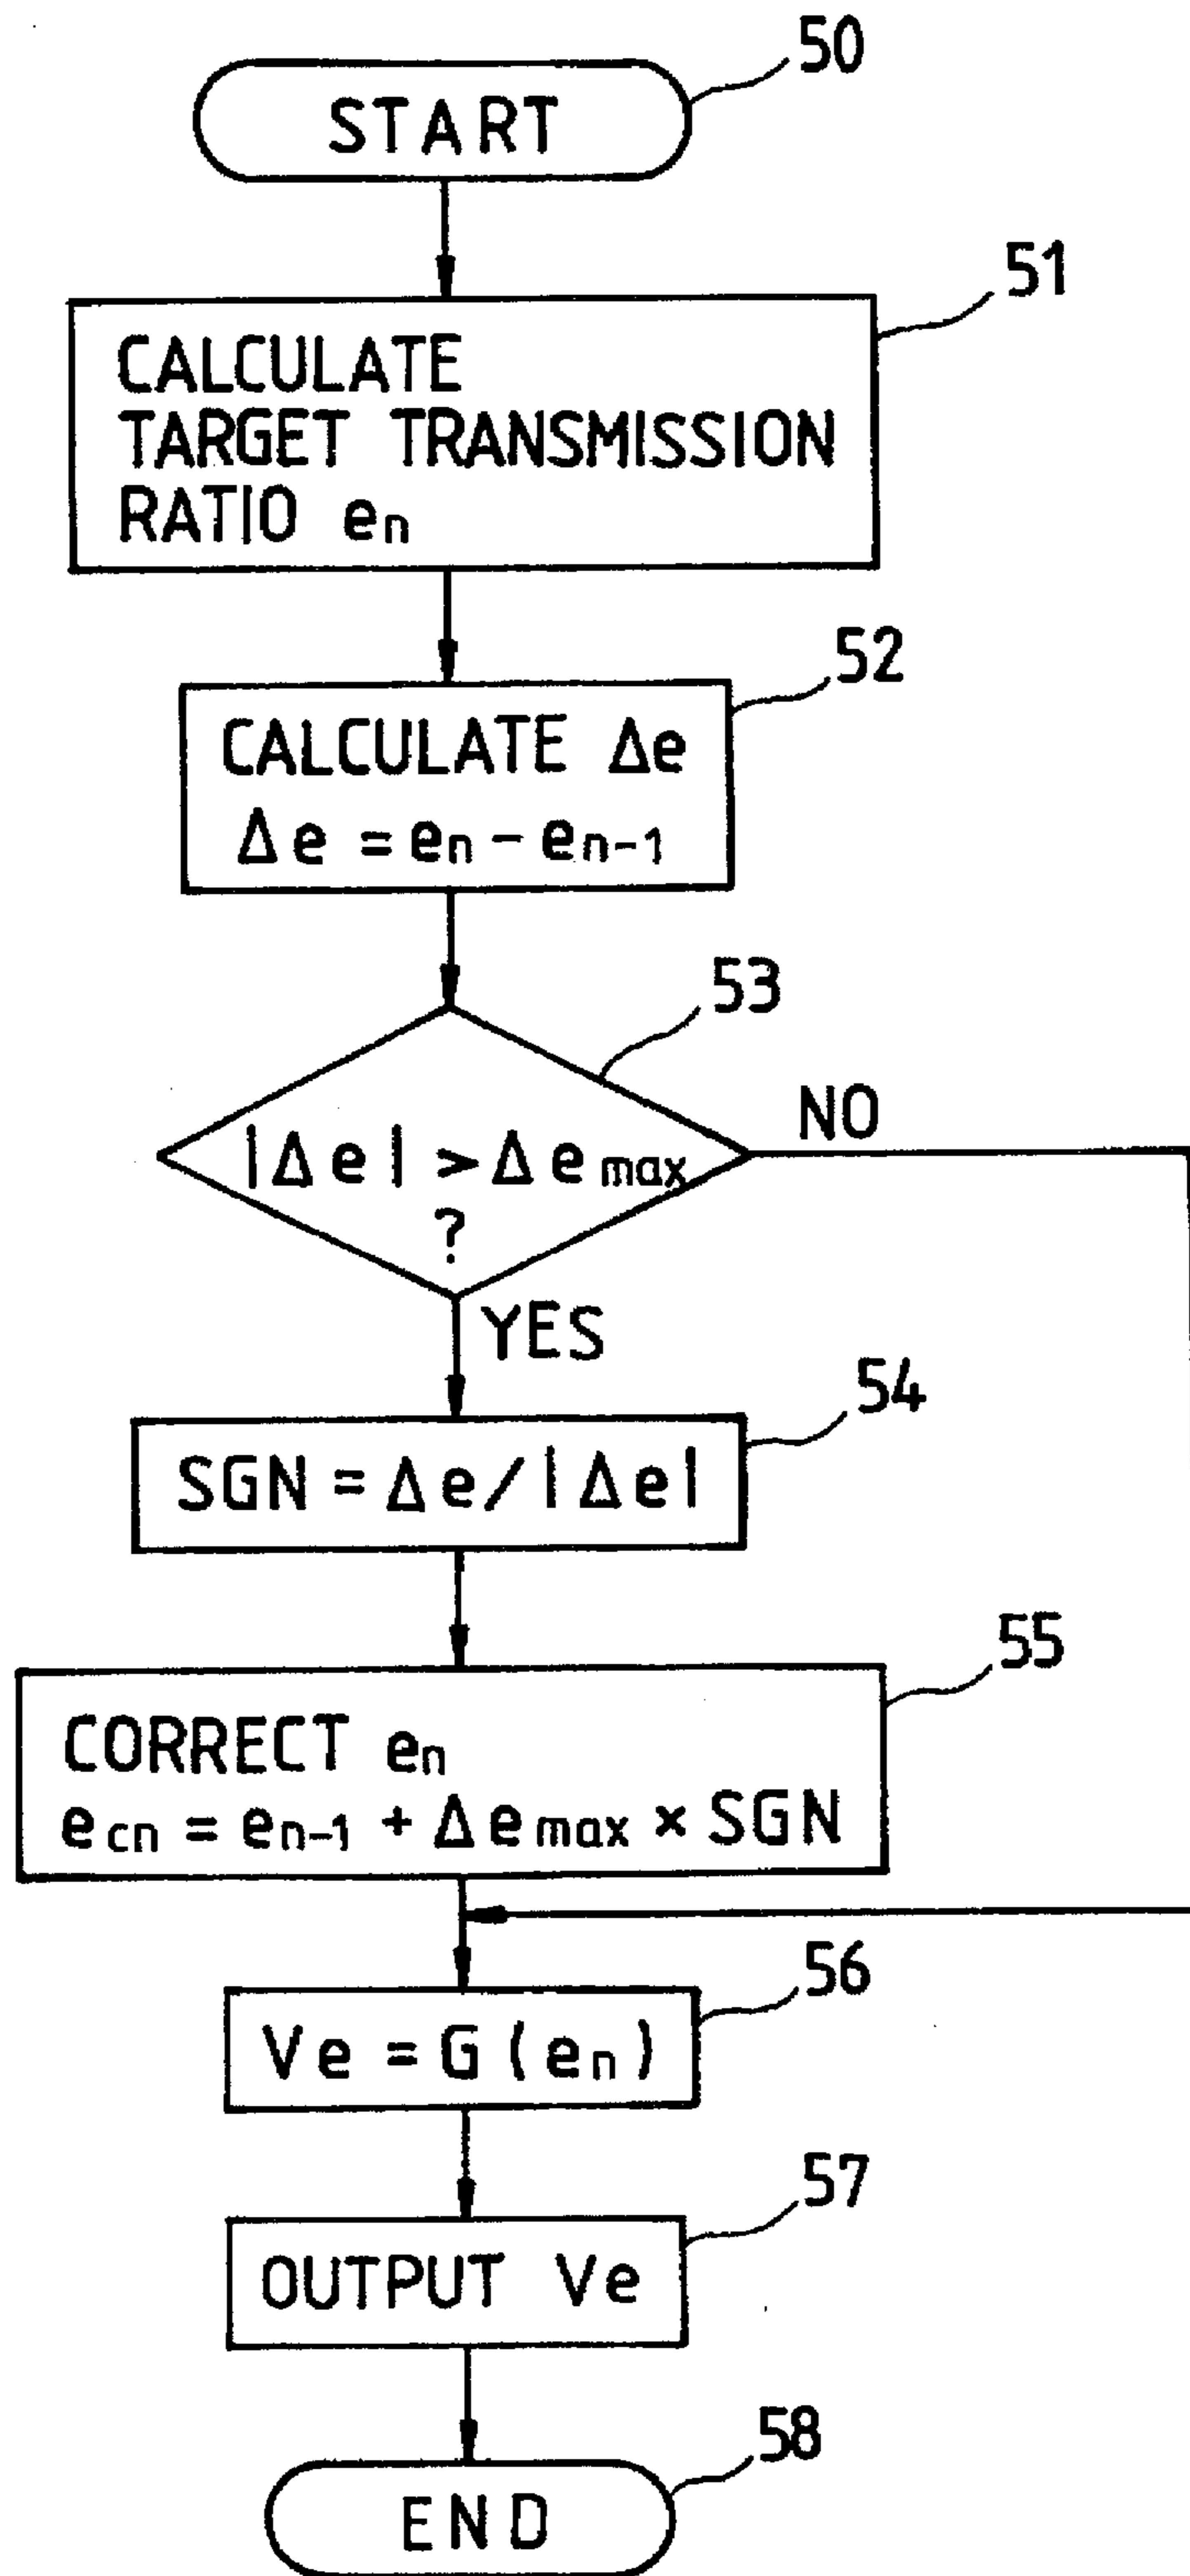 50
START
51
CALCULATE
TARGET TRANSMISSION
RATIO eₙ
52
CALCULATE Δe
Δe = eₙ - eₙ₋₁
53
|Δe| > Δe max
?
NO
YES
54
SGN = Δe / |Δe|
55
CORRECT eₙ
e cn = eₙ₋₁ + Δe max × SGN
56
Ve = G (eₙ)
57
OUTPUT Ve
58
END